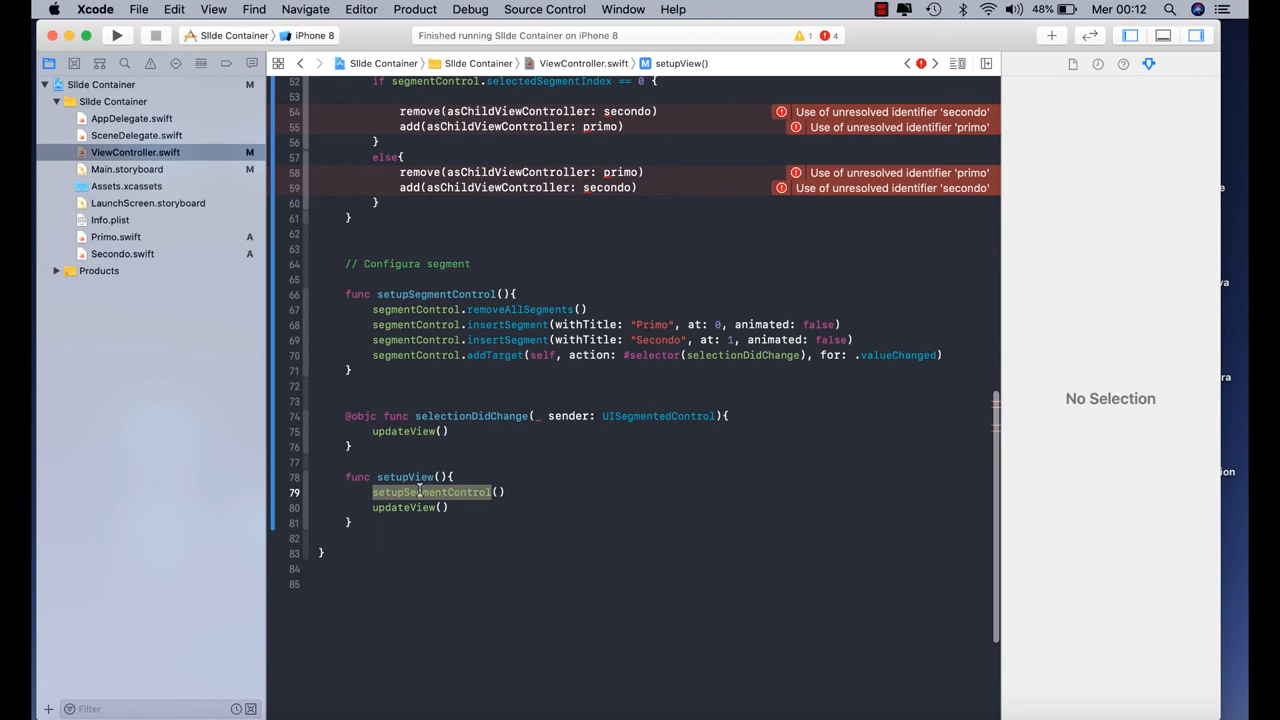 Xcode File Edit View Find Navigate Editor Product Debug Source Control Window Help 48% Mer 00:12
SlIde Container iPhone 8 Finished running SlIde Container on iPhone 8 1 4
SlIde Container SlIde Container ViewController.swift setupView()
SlIde Container M
SlIde Container
AppDelegate.swift
SceneDelegate.swift
ViewController.swift M
Main.storyboard M
Assets.xcassets
LaunchScreen.storyboard
Info.plist
Primo.swift A
Secondo.swift A
Products
Filter
52 if segmentControl.selectedSegmentIndex == 0 {
53
54 remove(asChildViewController: secondo) Use of unresolved identifier 'secondo'
55 add(asChildViewController: primo) Use of unresolved identifier 'primo'
56 }
57 else{
58 remove(asChildViewController: primo) Use of unresolved identifier 'primo'
59 add(asChildViewController: secondo) Use of unresolved identifier 'secondo'
60 }
61 }
62
63
64 // Configura segment
65
66 func setupSegmentControl(){
67 segmentControl.removeAllSegments()
68 segmentControl.insertSegment(withTitle: "Primo", at: 0, animated: false)
69 segmentControl.insertSegment(withTitle: "Secondo", at: 1, animated: false)
70 segmentControl.addTarget(self, action: #selector(selectionDidChange), for: .valueChanged)
71 }
72
73
74 @objc func selectionDidChange(_ sender: UISegmentedControl){
75 updateView()
76 }
77
78 func setupView(){
79 setupSegmentControl()
80 updateView()
81 }
82
83 }
84
85
No Selection
e
va
ra
ion